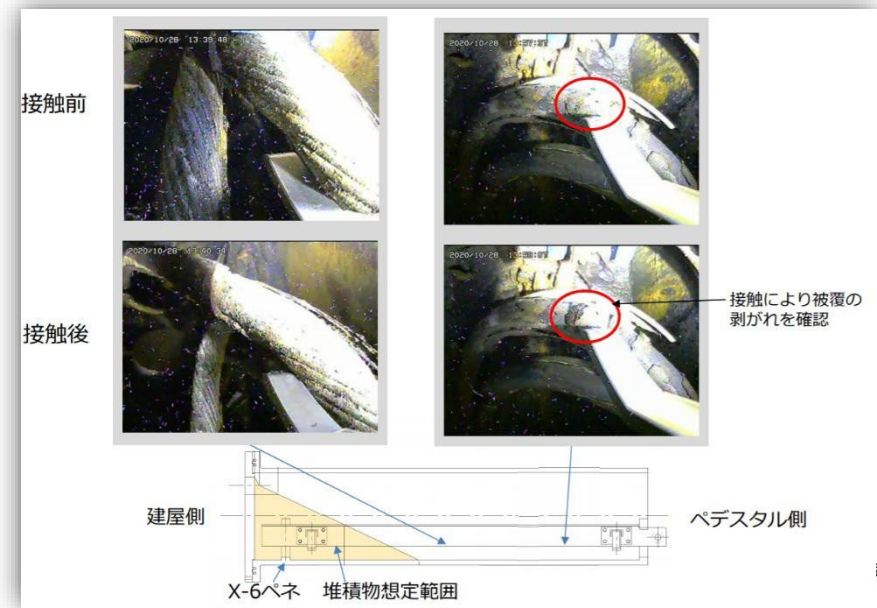 接触前
2020/10/28 13:39:46
2020/10/28
接触後
2020/10/28
2020/10/28
接触により被覆の
剥がれを確認
建屋側
ペデスタル側
X-6ペネ
堆積物想定範囲